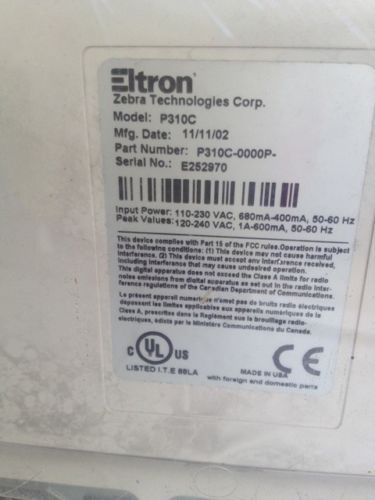 Eltron
Zebra Technologies Corp.
Model: P310C
Mfg. Date: 11/11/02
Part Number: P310C-0000P-
Serial No.: E252970
Input Power: 110-230 VAC, 680mA-400mA, 50-60 Hz
Peak Values: 120-240 VAC, 1A-600mA, 50-60 Hz
This device complies with Part 15 of the FCC rules.Operation is subject
to the following conditions: (1) This device may not cause harmful
interference. (2) This device must accept any interference received,
including interference that may cause undesired operation.
This digital apparatus does not exceed the Class A limits for radio
noise emissions from digital apparatus as set out in the radio inter-
ference regulations of the Canadian Department of Communications.
Le présent appareil numérique n'omet pas de bruits radio électriques
dépassant les limites applicables aux appareils numériques de la
Class A, prescrites dans le Règlement sur le brouillage radio-
électriques, édicto par le Ministère Communications du Canada.
C UL US
LISTED I.T.E 88LA
CE
MADE IN USA
with foreign and domestic parts